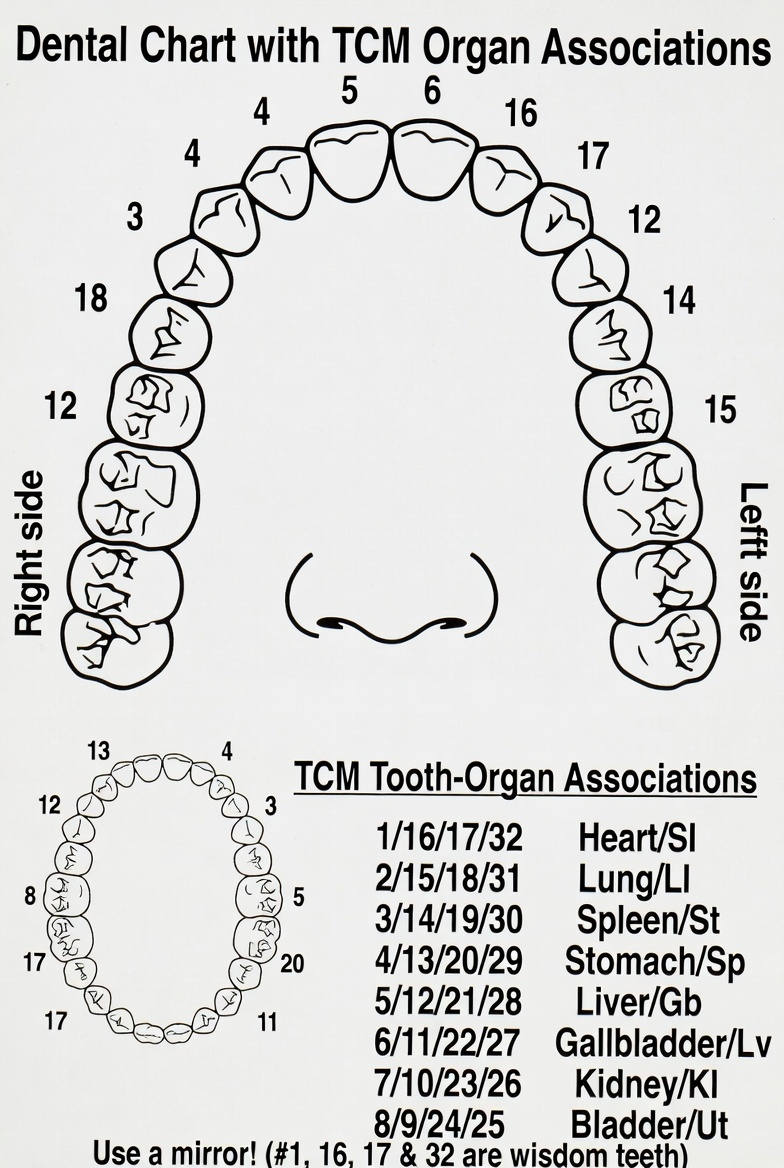 Dental Chart with TCM Organ Associations
5 6
4 16
4 17
3 12
18 14
12 15
Right side
Lefft side
13 4
12 3
8 5
17 20
17 11
TCM Tooth-Organ Associations
1/16/17/32 Heart/SI
2/15/18/31 Lung/LI
3/14/19/30 Spleen/St
4/13/20/29 Stomach/Sp
5/12/21/28 Liver/Gb
6/11/22/27 Gallbladder/Lv
7/10/23/26 Kidney/KI
8/9/24/25 Bladder/Ut
Use a mirror! (#1, 16, 17 & 32 are wisdom teeth)